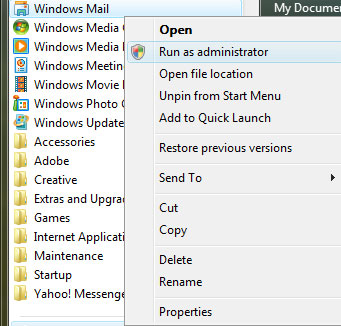 Windows Mail
Windows Media C
Windows Media
Windows Meetin
Windows Movie
Windows Photo
Windows Update
Accessories
Adobe
Creative
Extras and Upgra
Games
Internet Applicati
Maintenance
Startup
Yahoo! Messenge
My Documen
Open
Run as administrator
Open file location
Unpin from Start Menu
Add to Quick Launch
Restore previous versions
Send To
Cut
Copy
Delete
Rename
Properties